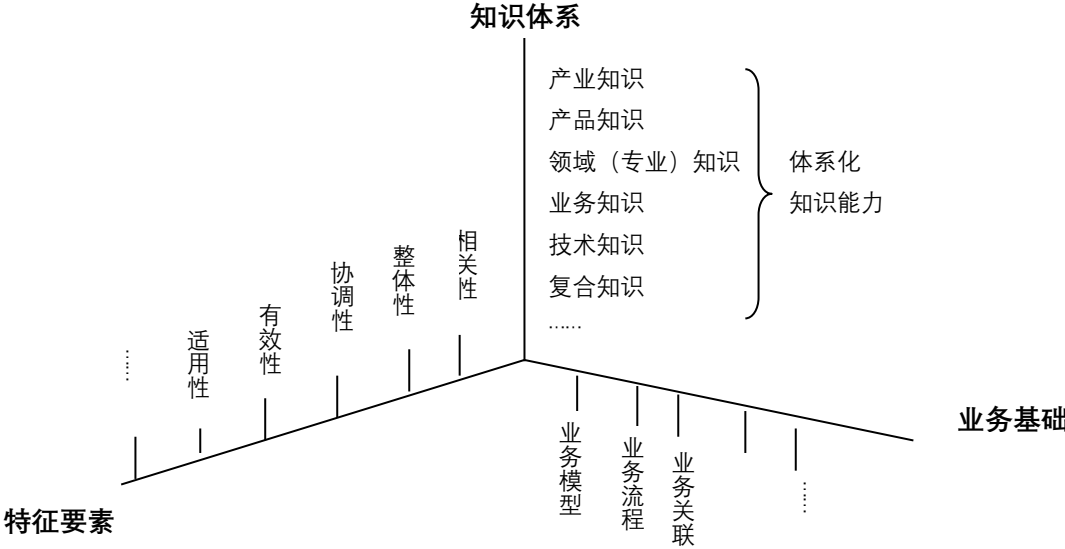 知识体系
产业知识
产品知识
领域（专业）知识
业务知识
技术知识
复合知识
……
体系化
知识能力
相关性
整体性
协调性
有效性
适用性
……
特征要素
业务模型
业务流程
业务关联
……
业务基础